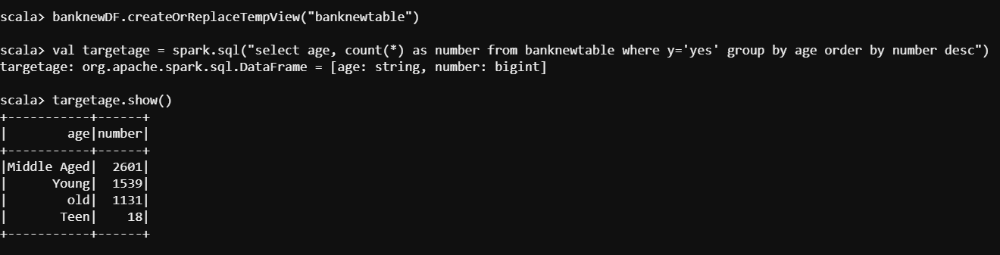 scala> banknewDF.createOrReplaceTempView("banknewtable")
scala> val targetage = spark.sql("select age, count(*) as number from banknewtable where y='yes' group by age order by number desc")
targetage: org.apache.spark.sql.DataFrame = [age: string, number: bigint]
scala> targetage.show()
+-----------+------+
|        age|number|
+-----------+------+
|Middle Aged|  2601|
|      Young|  1539|
|        old|  1131|
|       Teen|    18|
+-----------+------+